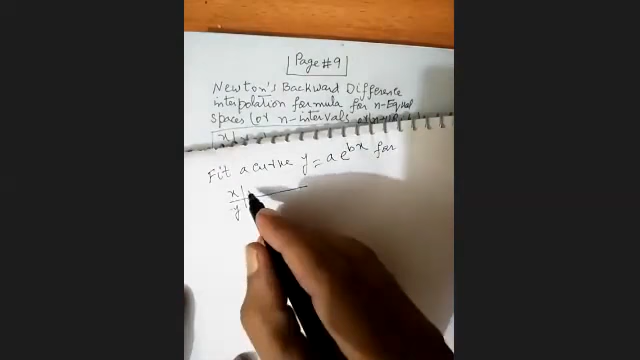 Page # 9
Newton's Backward Difference
interpolation formula for n-Equal
spaces (or n-intervals
Fit a curve y = ae^{bx} for
x
y